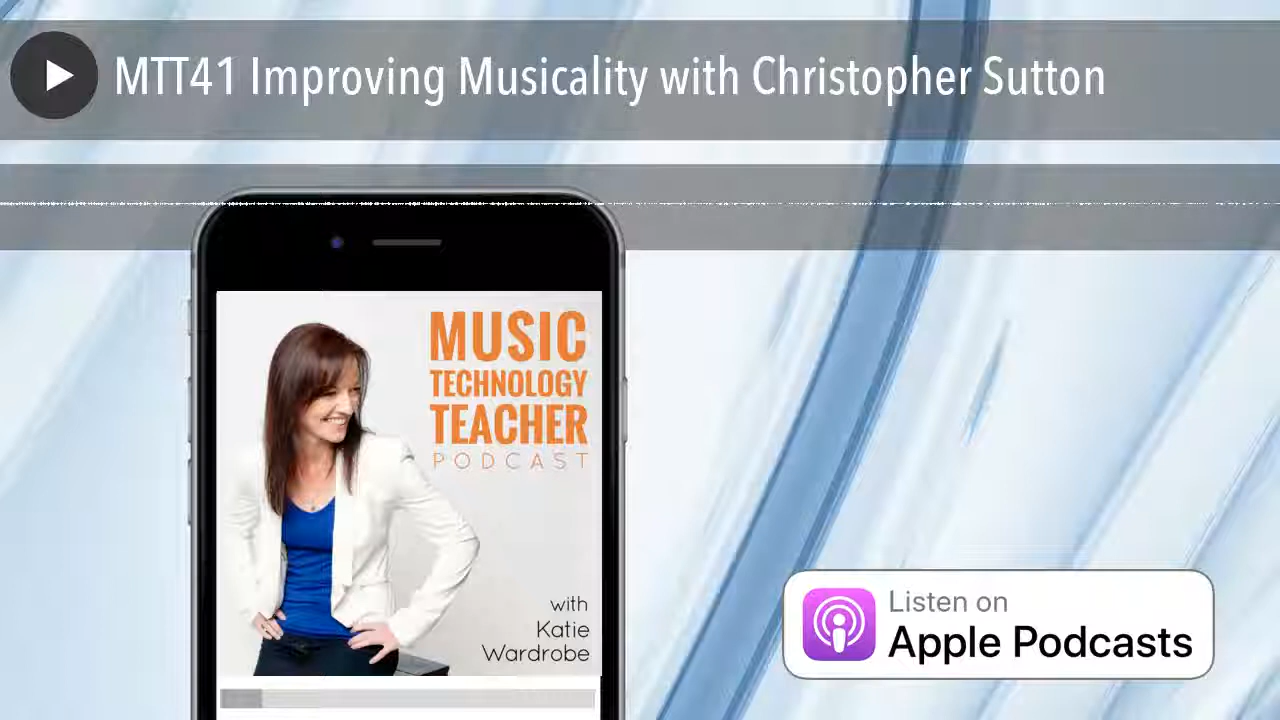 MTT41 Improving Musicality with Christopher Sutton
MUSIC
TECHNOLOGY
TEACHER
PODCAST
with
Katie
Wardrobe
Listen on
Apple Podcasts